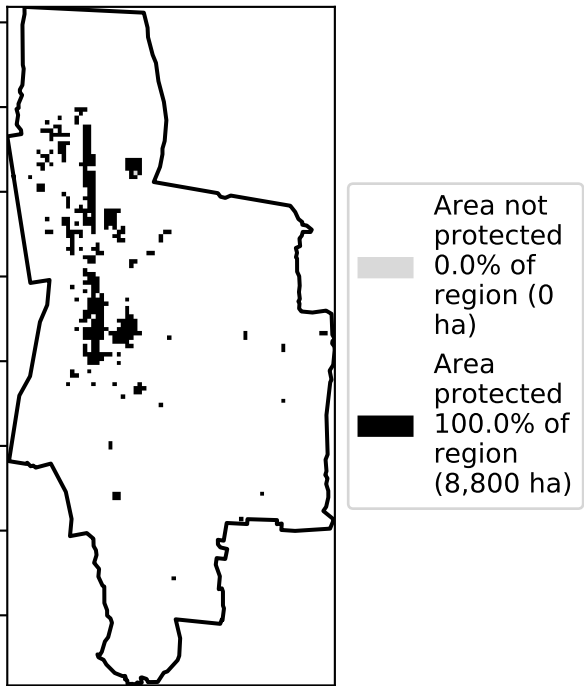 Area not
protected
0.0% of
region (0
ha)
Area
protected
100.0% of
region
(8,800 ha)